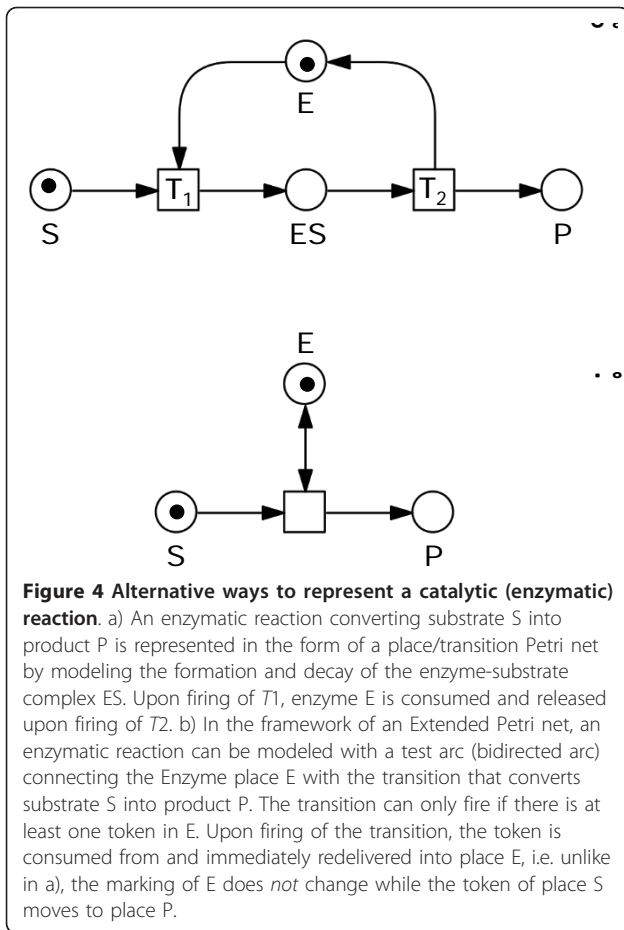 E
S
T1
ES
T2
P
E
S
P
Figure 4 Alternative ways to represent a catalytic (enzymatic)
reaction. a) An enzymatic reaction converting substrate S into
product P is represented in the form of a place/transition Petri net
by modeling the formation and decay of the enzyme-substrate
complex ES. Upon firing of T1, enzyme E is consumed and released
upon firing of T2. b) In the framework of an Extended Petri net, an
enzymatic reaction can be modeled with a test arc (bidirected arc)
connecting the Enzyme place E with the transition that converts
substrate S into product P. The transition can only fire if there is at
least one token in E. Upon firing of the transition, the token is
consumed from and immediately redelivered into place E, i.e. unlike
in a), the marking of E does not change while the token of place S
moves to place P.